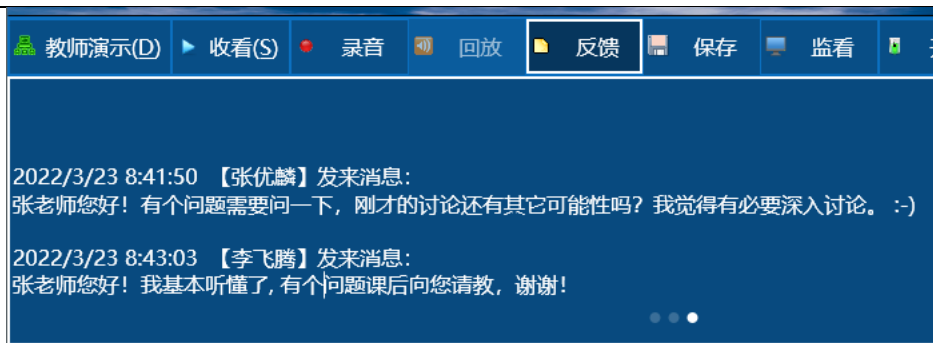 教师演示(D) 收看(S) 录音 回放 反馈 保存 监看
2022/3/23 8:41:50 【张优麟】发来消息:
张老师您好！有个问题需要问一下，刚才的讨论还有其它可能性吗？我觉得有必要深入讨论。 :-)
2022/3/23 8:43:03 【李飞腾】发来消息:
张老师您好！我基本听懂了, 有个问题课后向您请教，谢谢！